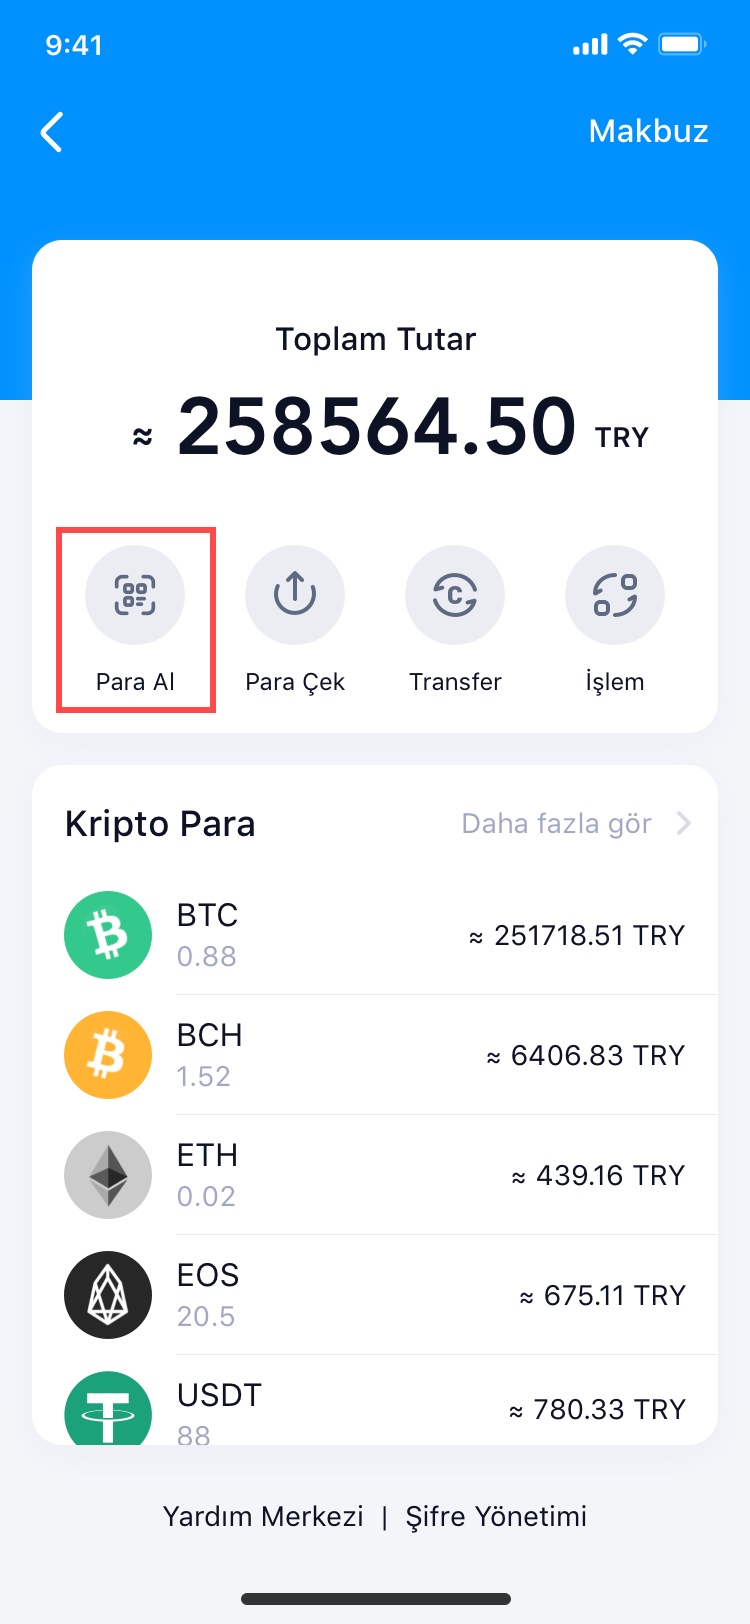 9:41
Makbuz
Toplam Tutar
≈ 258564.50 TRY
Para Al Para Çek Transfer İşlem
Kripto Para Daha fazla gör
BTC
0.88
≈ 251718.51 TRY
BCH
1.52
≈ 6406.83 TRY
ETH
0.02
≈ 439.16 TRY
EOS
20.5
≈ 675.11 TRY
USDT
88
≈ 780.33 TRY
Yardım Merkezi | Şifre Yönetimi